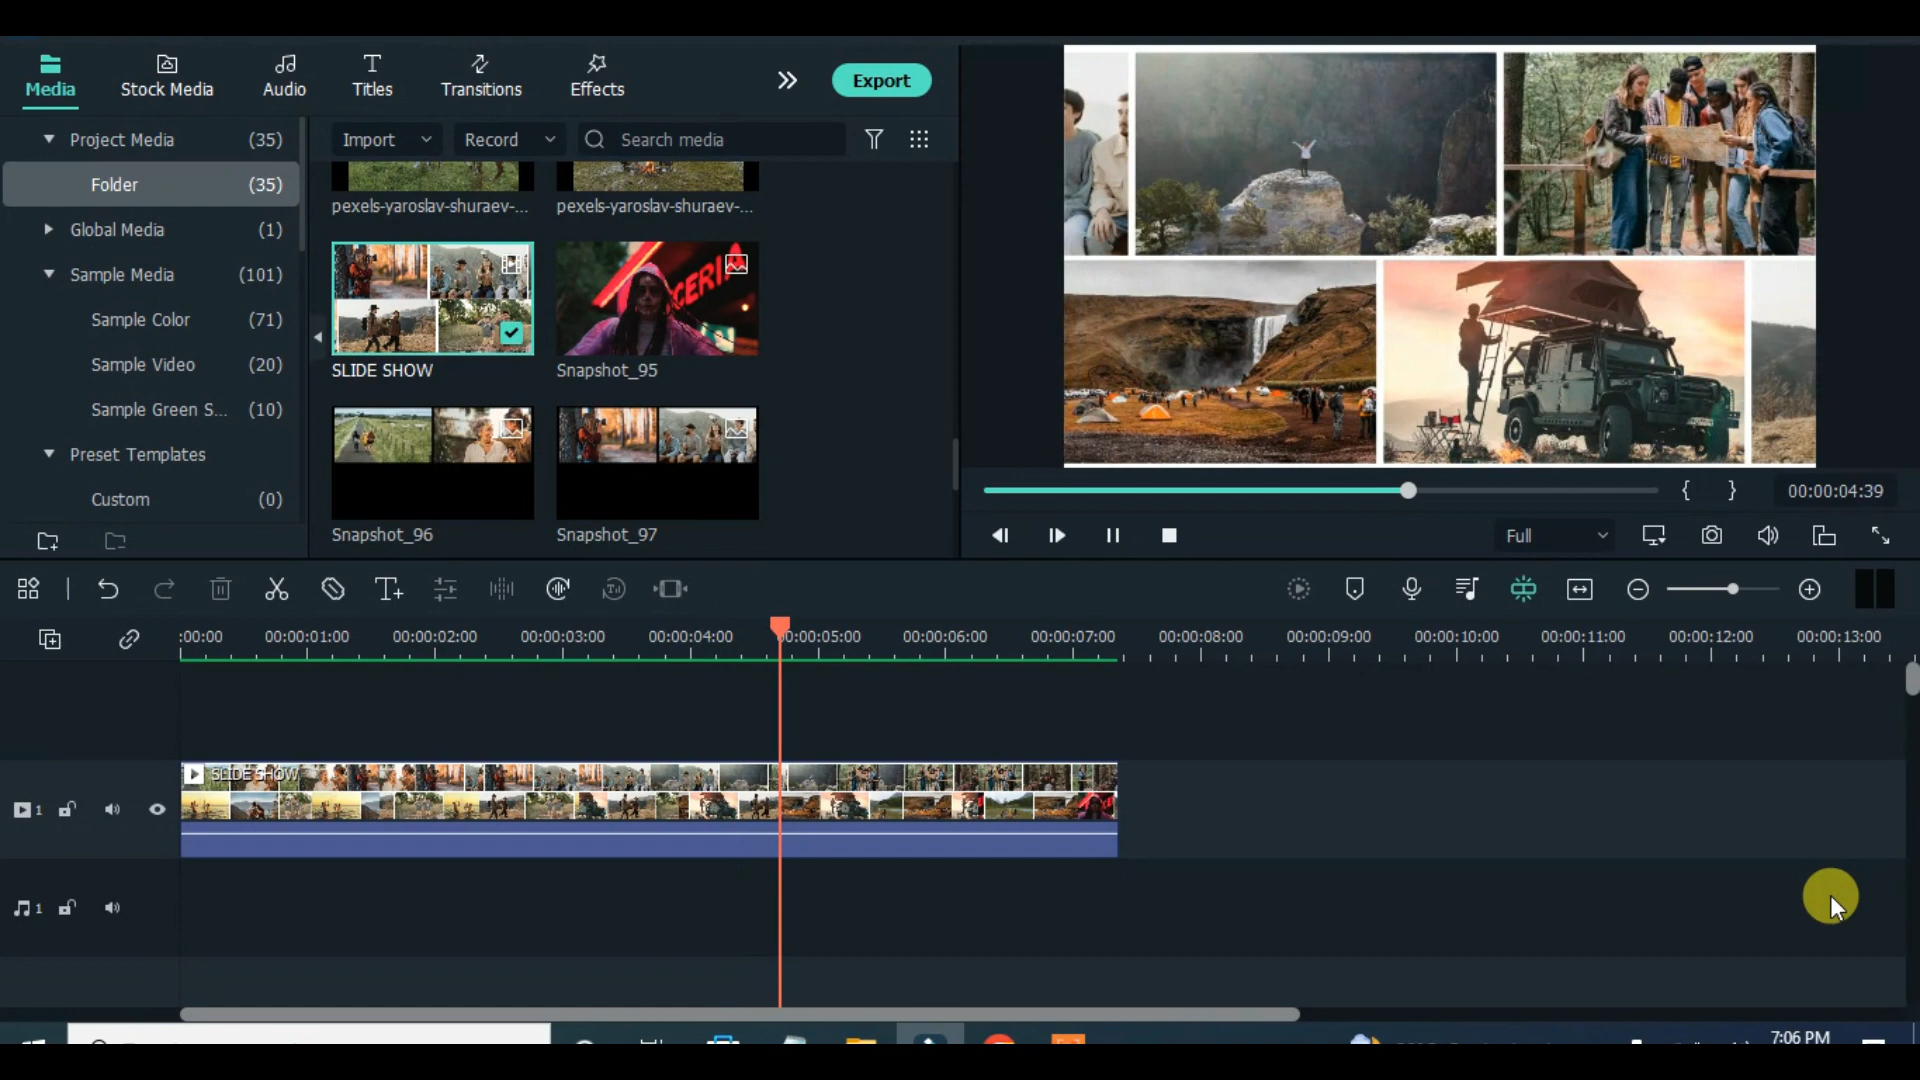 Media
Stock Media
Audio
Titles
Transitions
Effects
Export
Project Media (35)
Folder (35)
Global Media (1)
Sample Media (101)
Sample Color (71)
Sample Video (20)
Sample Green S... (10)
Preset Templates
Custom (0)
Import
Record
Search media
pexels-yaroslav-shuraev-...
pexels-yaroslav-shuraev-...
SLIDE SHOW
Snapshot_95
Snapshot_96
Snapshot_97
{ }
00:00:04:39
Full
:00:00
00:00:01:00
00:00:02:00
00:00:03:00
00:00:04:00
00:00:05:00
00:00:06:00
00:00:07:00
00:00:08:00
00:00:09:00
00:00:10:00
00:00:11:00
00:00:12:00
00:00:13:00
SLIDE SHOW
1
1
7:06 PM